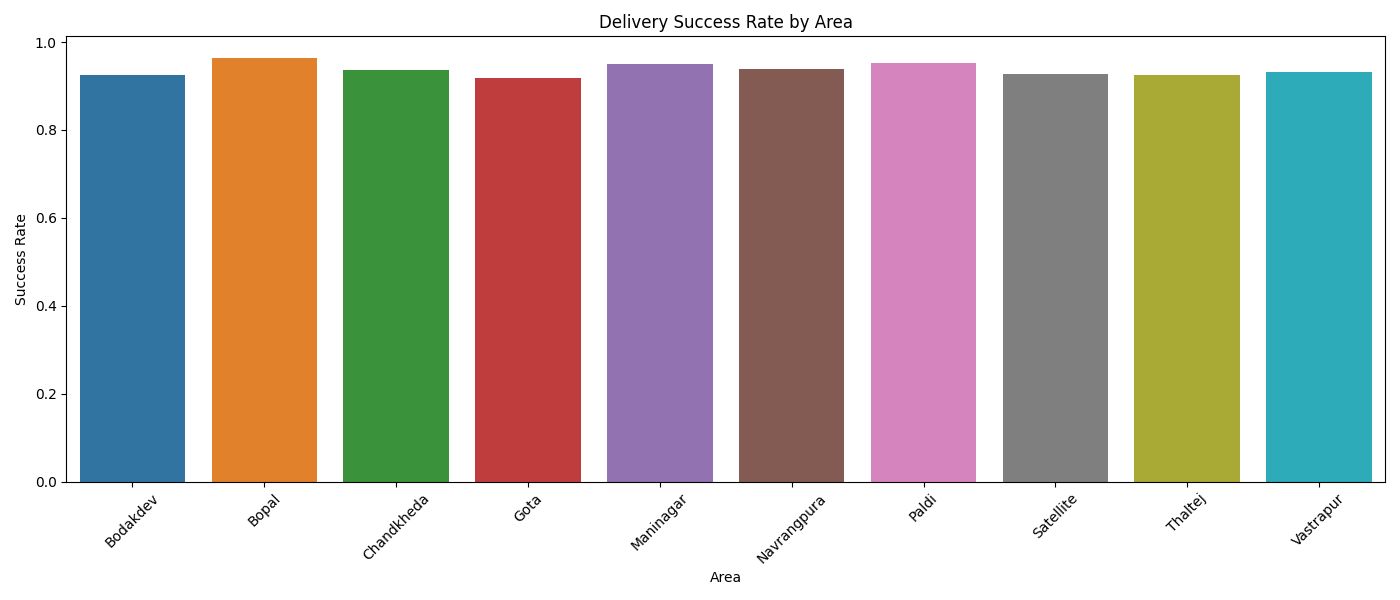 Delivery Success Rate by Area
Success Rate
1.0
0.8
0.6
0.4
0.2
0.0
Bodakdev
Bopal
Chandkheda
Gota
Maninagar
Navrangpura
Paldi
Satellite
Thaltej
Vastrapur
Area